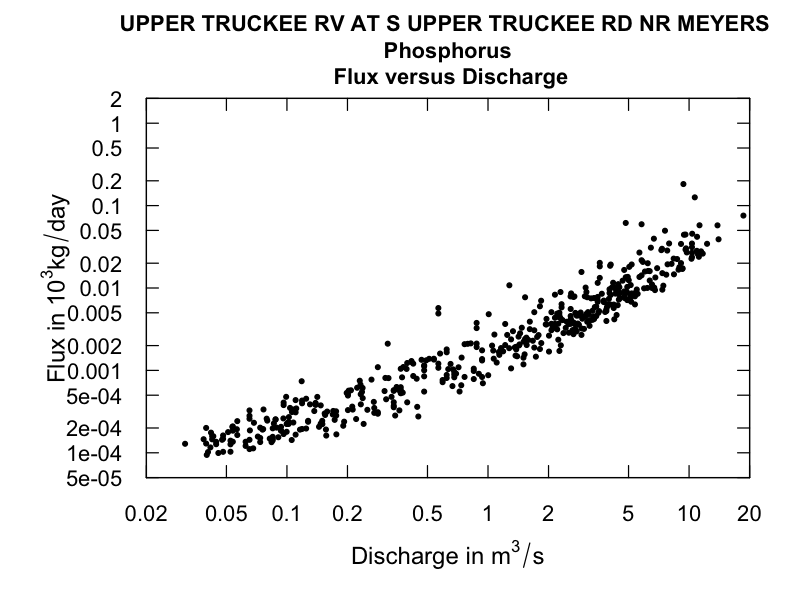 UPPER TRUCKEE RV AT S UPPER TRUCKEE RD NR MEYERS
Phosphorus
Flux versus Discharge
Flux in 10³kg/day
2
1
0.5
0.2
0.1
0.05
0.02
0.01
0.005
0.002
0.001
5e-04
2e-04
1e-04
5e-05
0.02 0.05 0.1 0.2 0.5 1 2 5 10 20
Discharge in m³/s